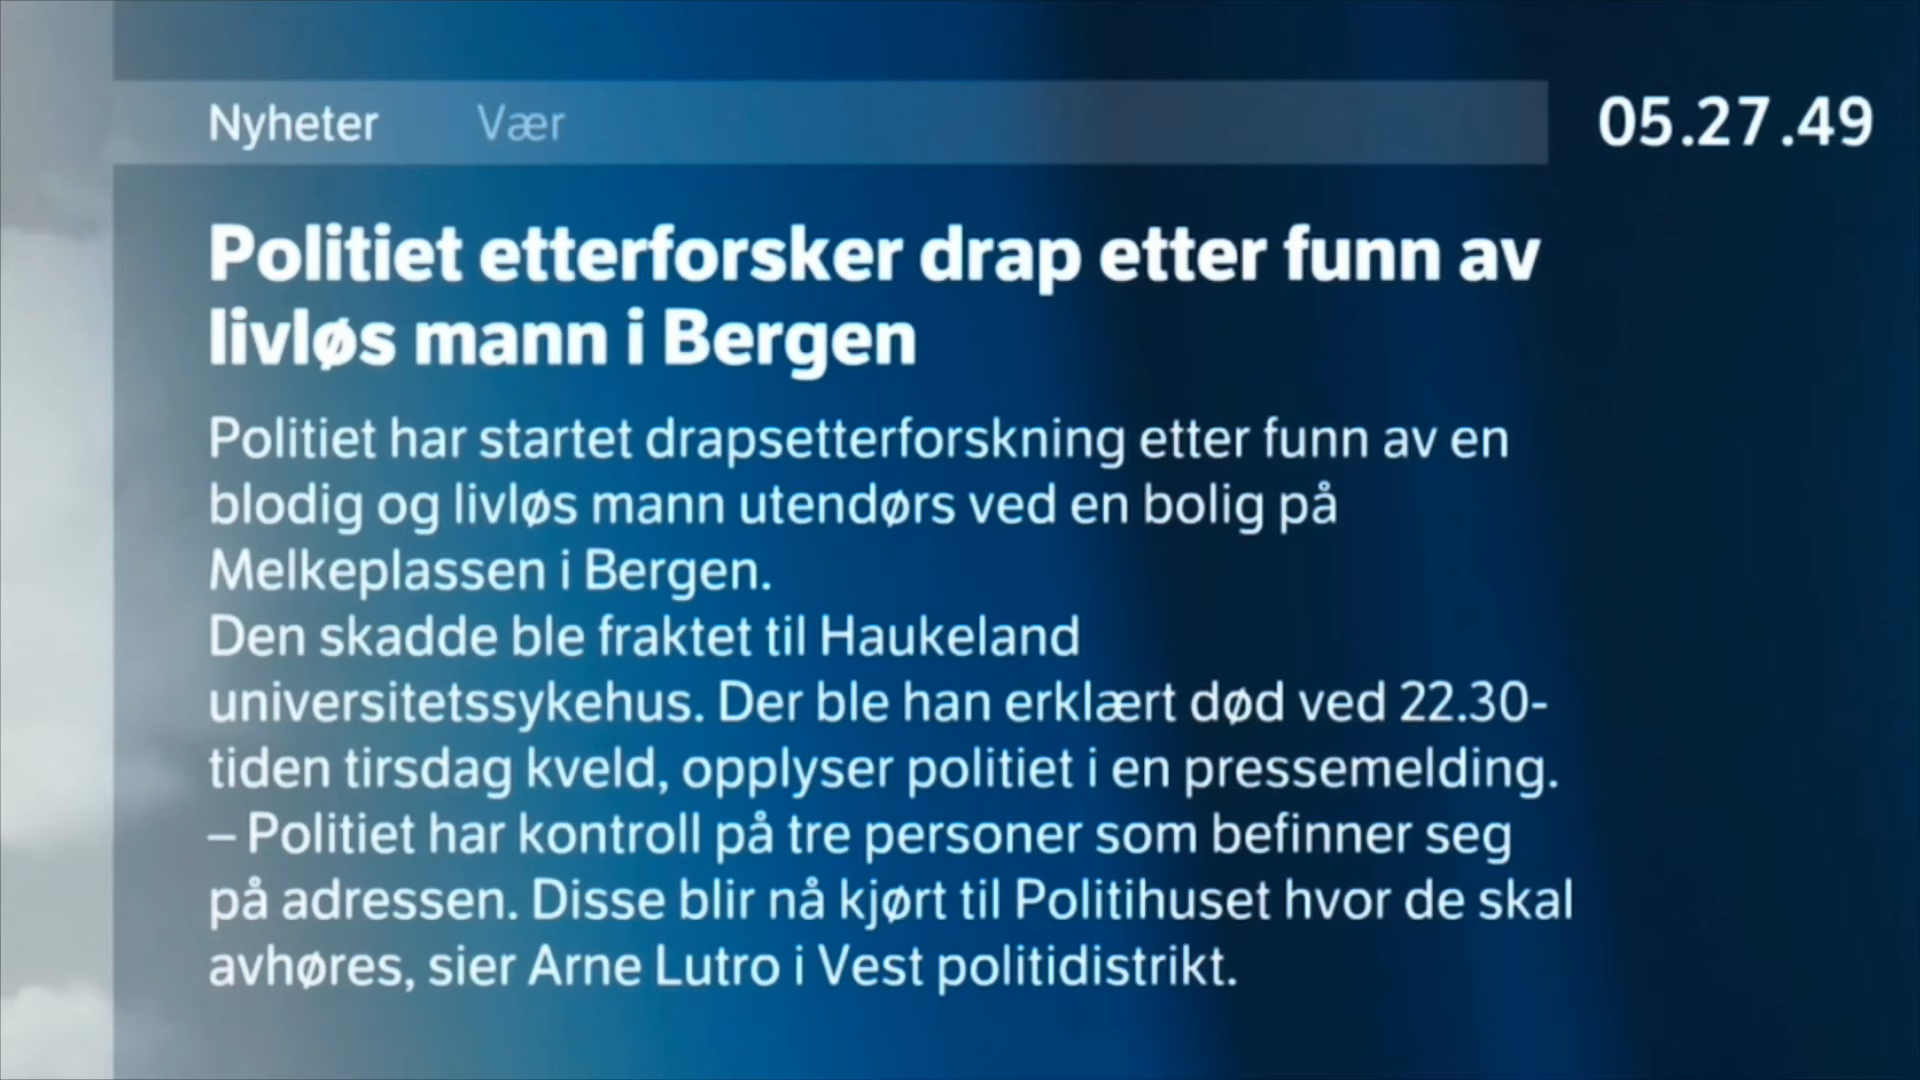 Nyheter Vær 05.27.49
Politiet etterforsker drap etter funn av
livløs mann i Bergen
Politiet har startet drapsetterforskning etter funn av en
blodig og livløs mann utendørs ved en bolig på
Melkeplassen i Bergen.
Den skadde ble fraktet til Haukeland
universitetssykehus. Der ble han erklært død ved 22.30-
tiden tirsdag kveld, opplyser politiet i en pressemelding.
– Politiet har kontroll på tre personer som befinner seg
på adressen. Disse blir nå kjørt til Politihuset hvor de skal
avhøres, sier Arne Lutro i Vest politidistrikt.